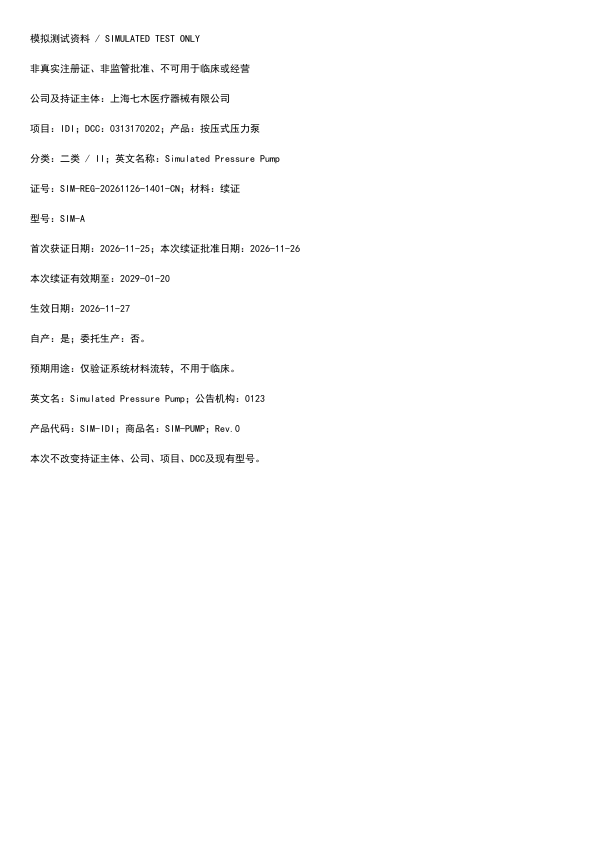 模拟测试资料 / SIMULATED TEST ONLY
非真实注册证、非监管批准、不可用于临床或经营
公司及持证主体：上海七木医疗器械有限公司
项目：IDI；DCC：0313170202；产品：按压式压力泵
分类：二类 / II；英文名称：Simulated Pressure Pump
证号：SIM-REG-20261126-1401-CN；材料：续证
型号：SIM-A
首次获证日期：2026-11-25；本次续证批准日期：2026-11-26
本次续证有效期至：2029-01-20
生效日期：2026-11-27
自产：是；委托生产：否。
预期用途：仅验证系统材料流转，不用于临床。
英文名：Simulated Pressure Pump；公告机构：0123
产品代码：SIM-IDI；商品名：SIM-PUMP；Rev.0
本次不改变持证主体、公司、项目、DCC及现有型号。